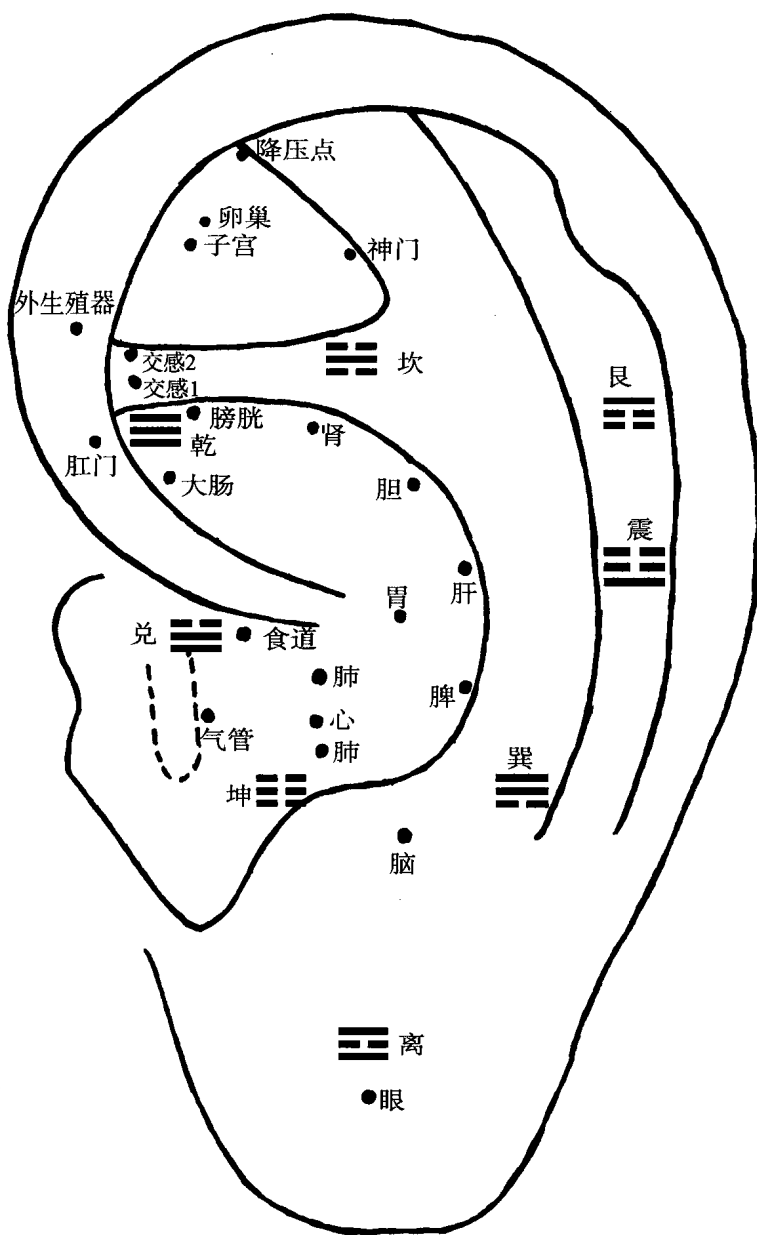 降压点
卵巢
子宫
神门
外生殖器
交感2
坎
交感1
艮
膀胱
乾
肾
肛门
大肠
胆
震
肝
胃
兑
食道
肺
脾
心
气管
肺
巽
坤
脑
离
眼